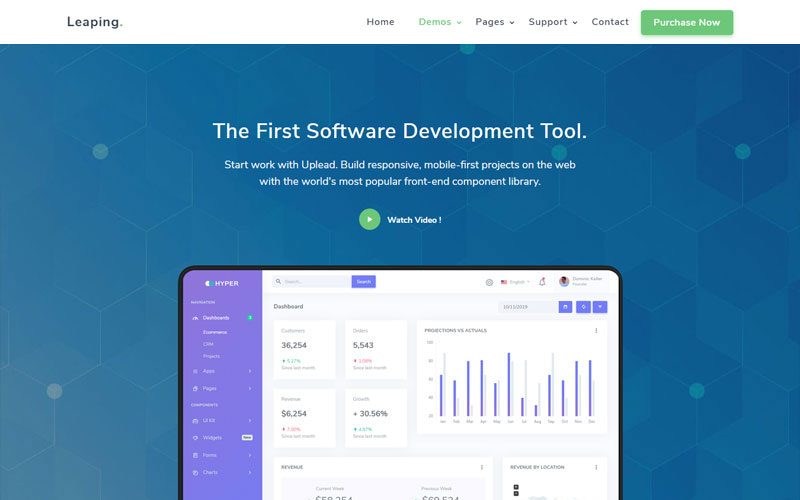 Leaping.
Home Demos Pages Support Contact Purchase Now
The First Software Development Tool.
Start work with Uplead. Build responsive, mobile-first projects on the web
with the world's most popular front-end component library.
Watch Video !
HYPER
Search... Search
English
Dominic Keller
Founder
NAVIGATION
Dashboards
Ecommerce
CRM
Projects
Apps
Pages
COMPONENTS
UI Kit
Widgets New
Forms
Charts
Dashboard
10/12/2019
Customers
36,254
5.27%
Since last month
Orders
5,543
1.08%
Since last month
Revenue
$6,254
7.00%
Since last month
Growth
+ 30.56%
4.87%
Since last month
PROJECTIONS VS ACTUALS
100
80
60
40
20
Jan Feb Mar Apr May Jun Jul Aug Sep Oct Nov Dec
REVENUE
Current Week
$58,254
Previous Week
$69,524
REVENUE BY LOCATION